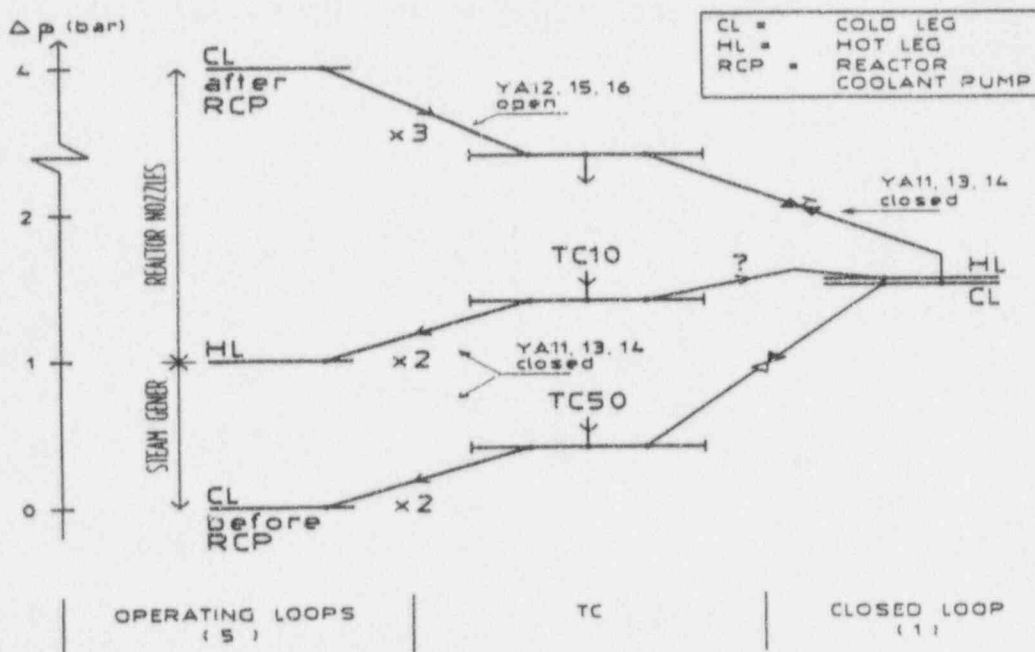 Δp (bar)
CL = COLD LEG
HL = HOT LEG
RCP = REACTOR
COOLANT PUMP
4
CL
after
RCP
YA12, 15, 16
open
×3
YA11, 13, 14
closed
2
REACTOR NOZZLES
TC10
?
HL
CL
HL
×2
YA11, 13, 14
closed
1
TC50
STEAM GENER
×2
0
CL
before
RCP
OPERATING LOOPS
(5)
TC
CLOSED LOOP
(1)